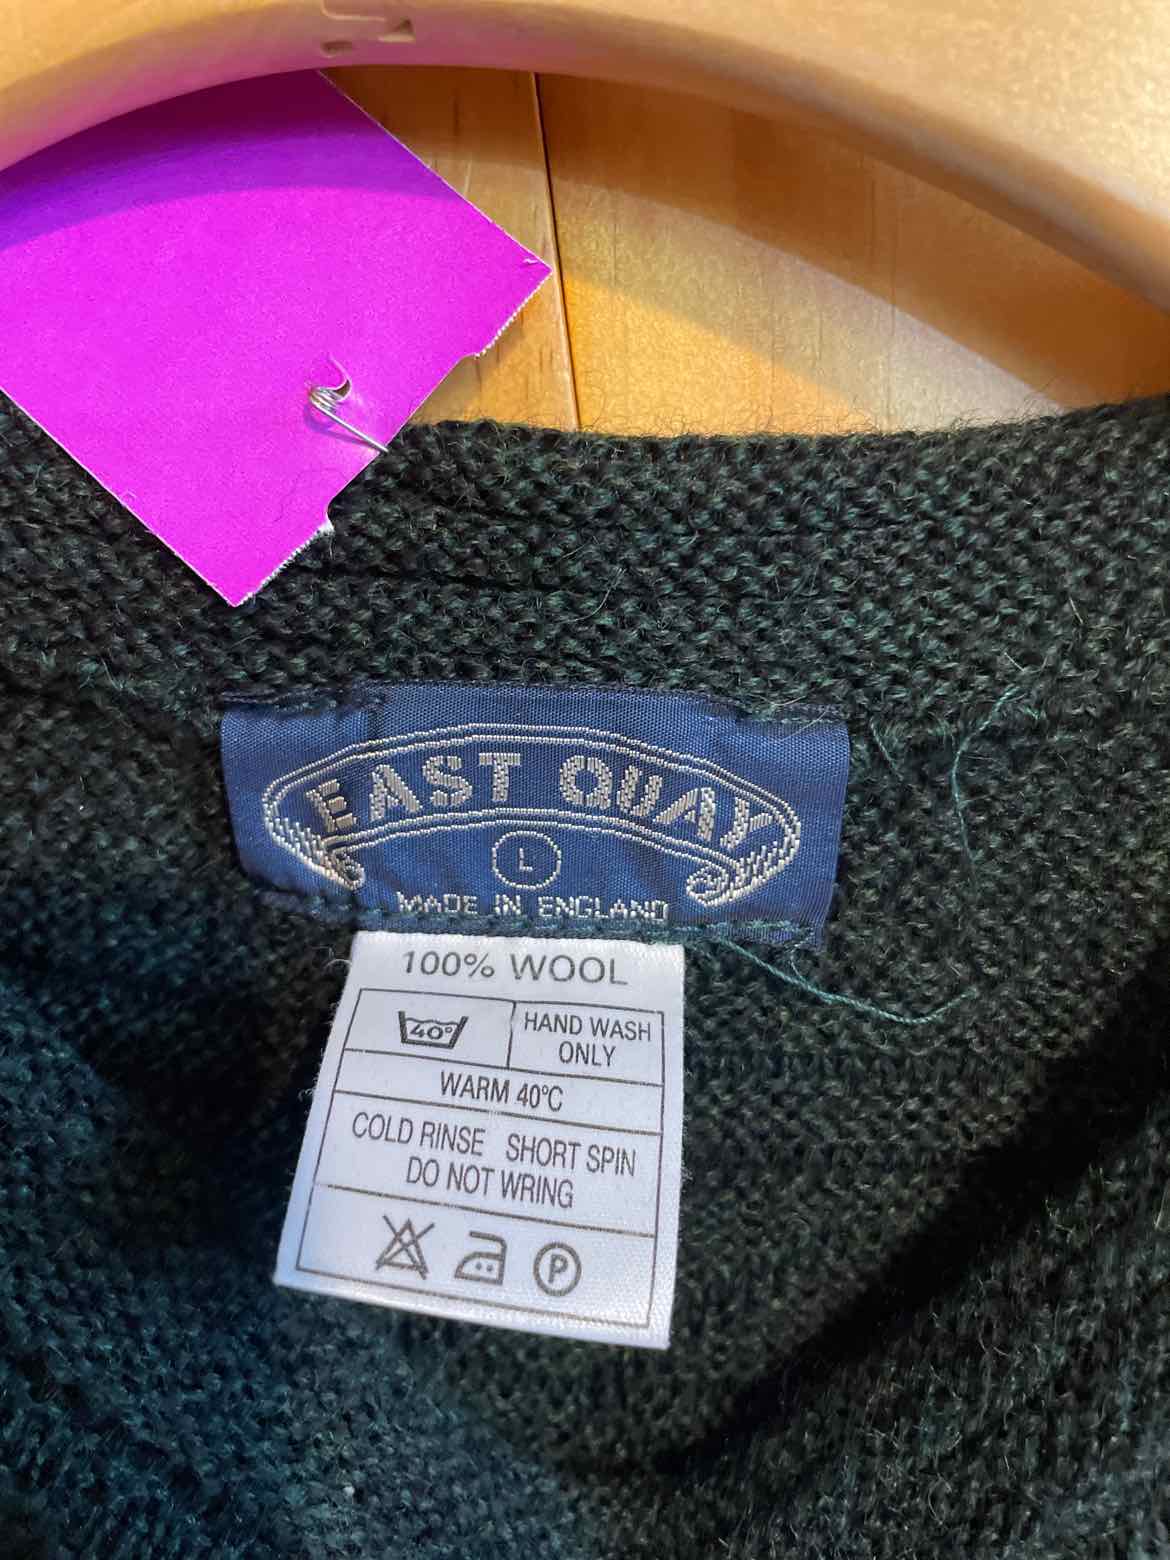 EAST QUAY
L
MADE IN ENGLAND
100% WOOL
40°
HAND WASH
ONLY
WARM 40°C
COLD RINSE SHORT SPIN
DO NOT WRING
P